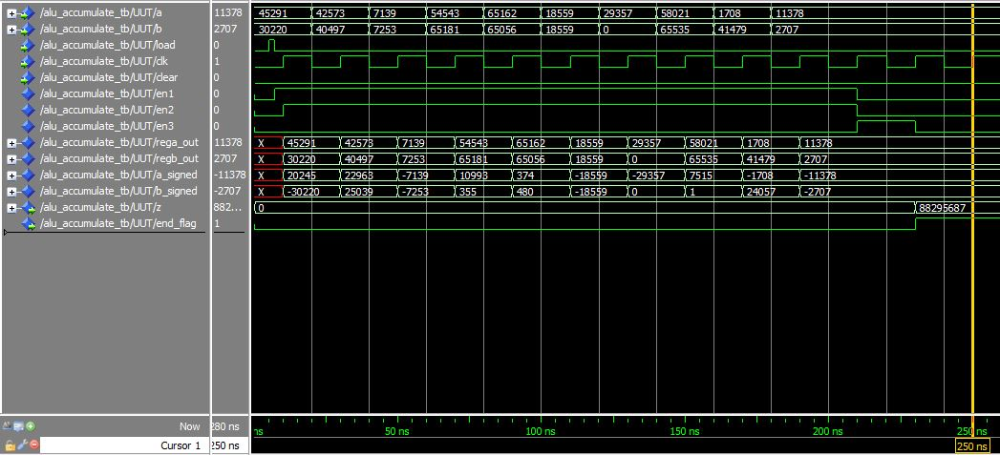 /alu_accumulate_tb/UUT/a 11378 45291 42573 7139 54543 65162 18559 29357 58021 1708 11378
/alu_accumulate_tb/UUT/b 2707 30220 40497 7253 65181 65056 18559 0 65535 41479 2707
/alu_accumulate_tb/UUT/load 0
/alu_accumulate_tb/UUT/clk 1
/alu_accumulate_tb/UUT/clear 0
/alu_accumulate_tb/UUT/en1 0
/alu_accumulate_tb/UUT/en2 0
/alu_accumulate_tb/UUT/en3 0
/alu_accumulate_tb/UUT/rega_out 11378 X 45291 42573 7139 54543 65162 18559 29357 58021 1708 11378
/alu_accumulate_tb/UUT/regb_out 2707 X 30220 40497 7253 65181 65056 18559 0 65535 41479 2707
/alu_accumulate_tb/UUT/a_signed -11378 X 20245 22963 -7139 10993 374 -18559 -29357 7515 -1708 -11378
/alu_accumulate_tb/UUT/b_signed -2707 X -30220 25039 -7253 355 480 -18559 0 1 24057 -2707
/alu_accumulate_tb/UUT/z 882... 0 88295687
/alu_accumulate_tb/UUT/end_flag 1
Now 280 ns ns 50 ns 100 ns 150 ns 200 ns 250 ns
Cursor 1 250 ns 250 ns